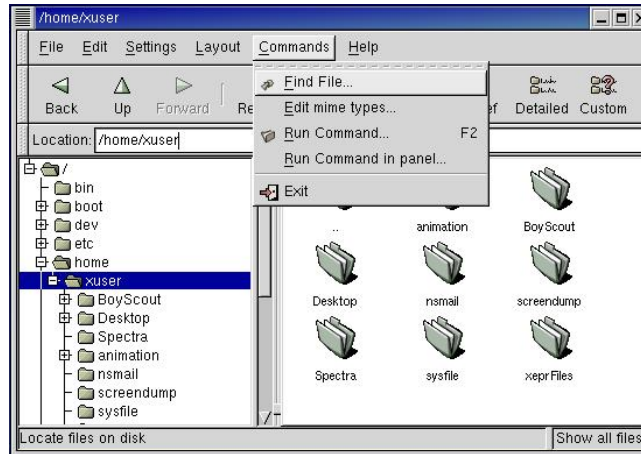 /home/xuser
File Edit Settings Layout Commands Help
Back Up Forward Re ef Detailed Custom
Find File...
Edit mime types...
Run Command... F2
Run Command in panel...
Exit
Location: /home/xuser
/
bin
boot
dev
etc
home
xuser
BoyScout
Desktop
Spectra
animation
nsmail
screendump
sysfile
.. animation BoyScout
Desktop nsmail screendump
Spectra sysfile xeprFiles
Locate files on disk Show all files